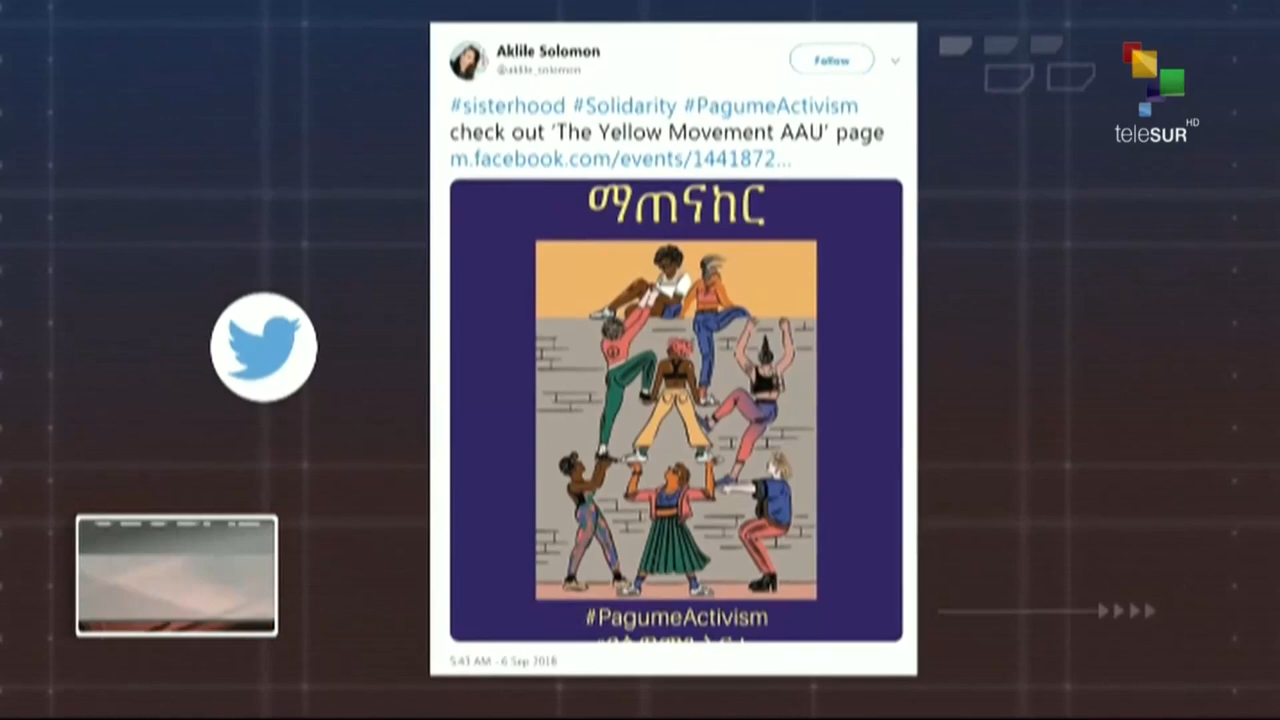 Aklile Solomon
@aklile_solomon
Follow
#sisterhood #Solidarity #PagumeActivism
check out ‘The Yellow Movement AAU’ page
m.facebook.com/events/1441872...
ማጠናከር
#PagumeActivism
5:43 AM - 6 Sep 2018
teleSUR HD